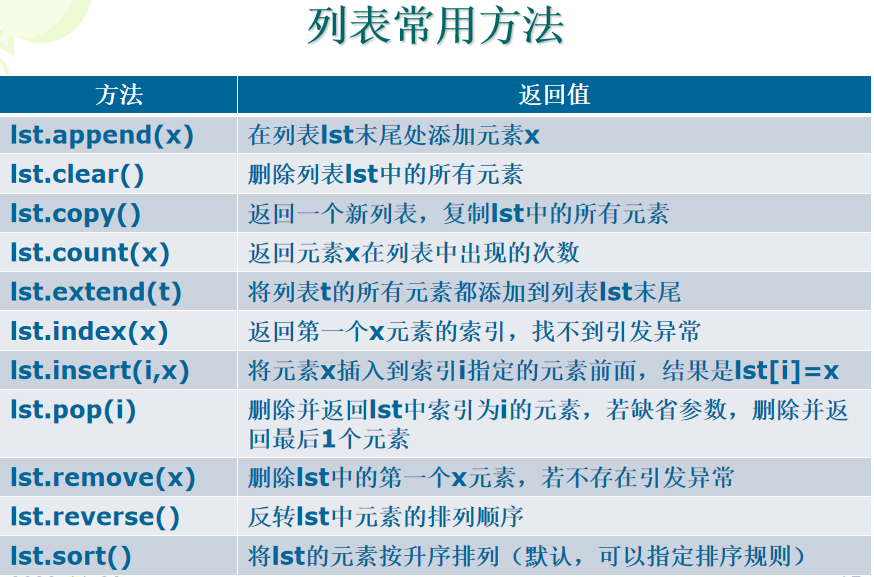 列表常用方法
方法 返回值
lst.append(x) 在列表lst末尾处添加元素x
lst.clear() 删除列表lst中的所有元素
lst.copy() 返回一个新列表，复制lst中的所有元素
lst.count(x) 返回元素x在列表中出现的次数
lst.extend(t) 将列表t的所有元素都添加到列表lst末尾
lst.index(x) 返回第一个x元素的索引，找不到引发异常
lst.insert(i,x) 将元素x插入到索引i指定的元素前面，结果是lst[i]=x
lst.pop(i) 删除并返回lst中索引为i的元素，若缺省参数，删除并返
回最后1个元素
lst.remove(x) 删除lst中的第一个x元素，若不存在引发异常
lst.reverse() 反转lst中元素的排列顺序
lst.sort() 将lst的元素按升序排列（默认，可以指定排序规则）